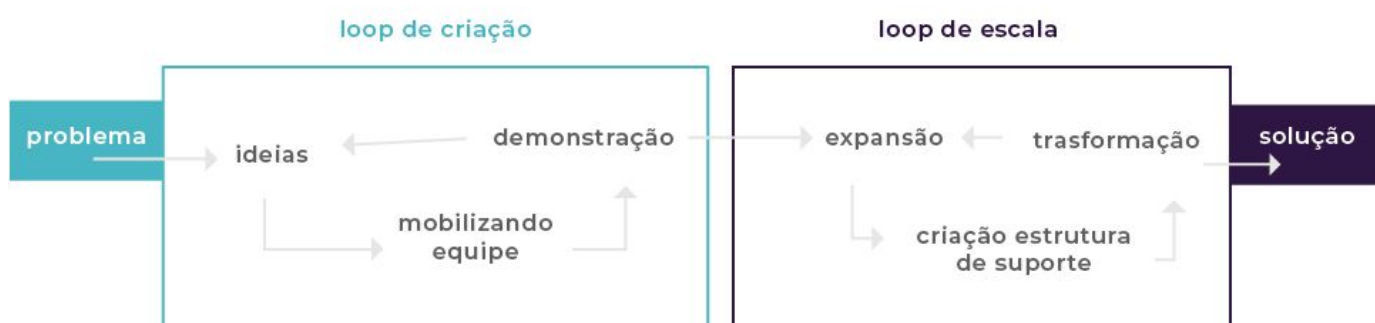 loop de criação
loop de escala
problema
ideias
demonstração
mobilizando
equipe
expansão
trasformação
criação estrutura
de suporte
solução